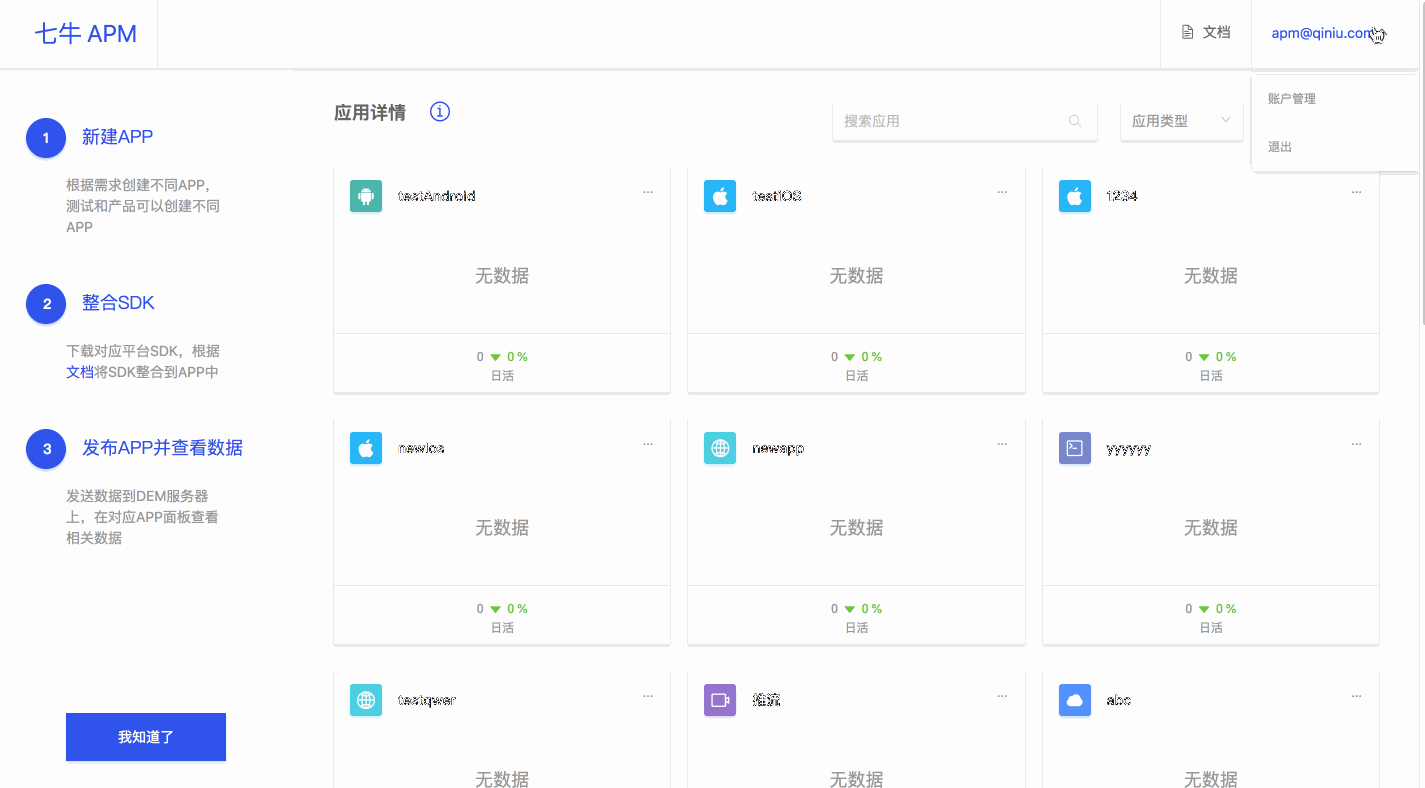 七牛 APM
文档
apm@qiniu.com
账户管理
退出
1 新建APP
根据需求创建不同APP，
测试和产品可以创建不同
APP
2 整合SDK
下载对应平台SDK，根据
文档将SDK整合到APP中
3 发布APP并查看数据
发送数据到DEM服务器
上，在对应APP面板查看
相关数据
我知道了
应用详情
搜索应用
应用类型
testAndroid ...
无数据
0 0 %
日活
testIOS ...
无数据
0 0 %
日活
1234 ...
无数据
0 0 %
日活
newios ...
无数据
0 0 %
日活
newapp ...
无数据
0 0 %
日活
yyyyyy ...
无数据
0 0 %
日活
testqwer ...
无数据
推流 ...
无数据
abc ...
无数据